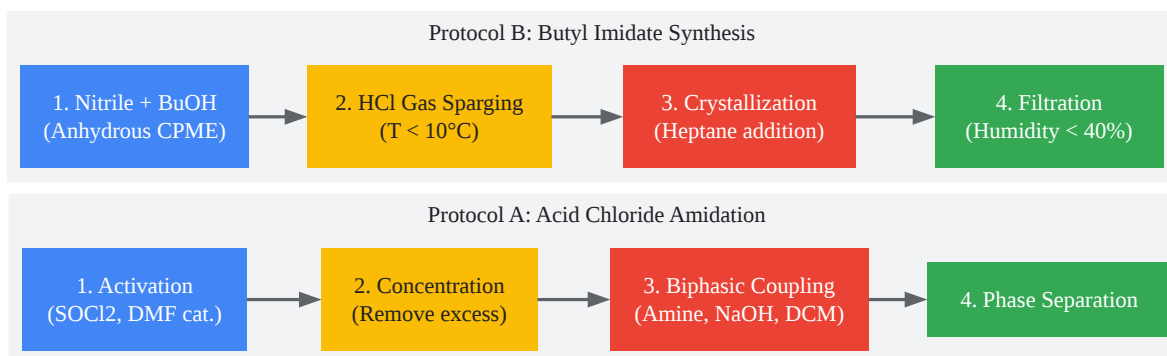 Protocol B: Butyl Imidate Synthesis
1. Nitrile + BuOH
(Anhydrous CPME)
2. HCl Gas Sparging
(T < 10°C)
3. Crystallization
(Heptane addition)
4. Filtration
(Humidity < 40%)
Protocol A: Acid Chloride Amidation
1. Activation
(SOCl2, DMF cat.)
2. Concentration
(Remove excess)
3. Biphasic Coupling
(Amine, NaOH, DCM)
4. Phase Separation